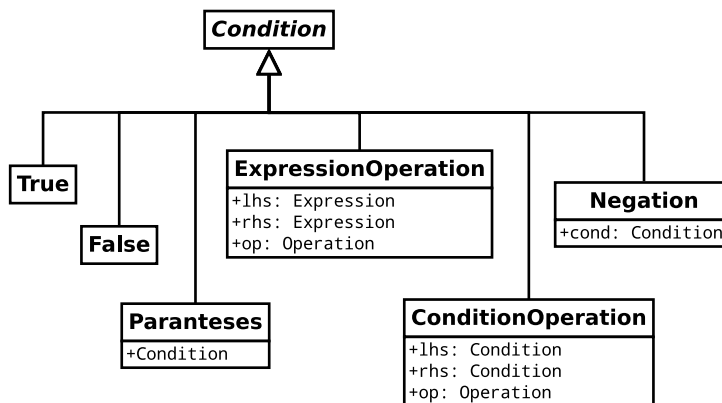 Condition
True
False
Paranteses
+Condition
ExpressionOperation
+lhs: Expression
+rhs: Expression
+op: Operation
ConditionOperation
+lhs: Condition
+rhs: Condition
+op: Operation
Negation
+cond: Condition